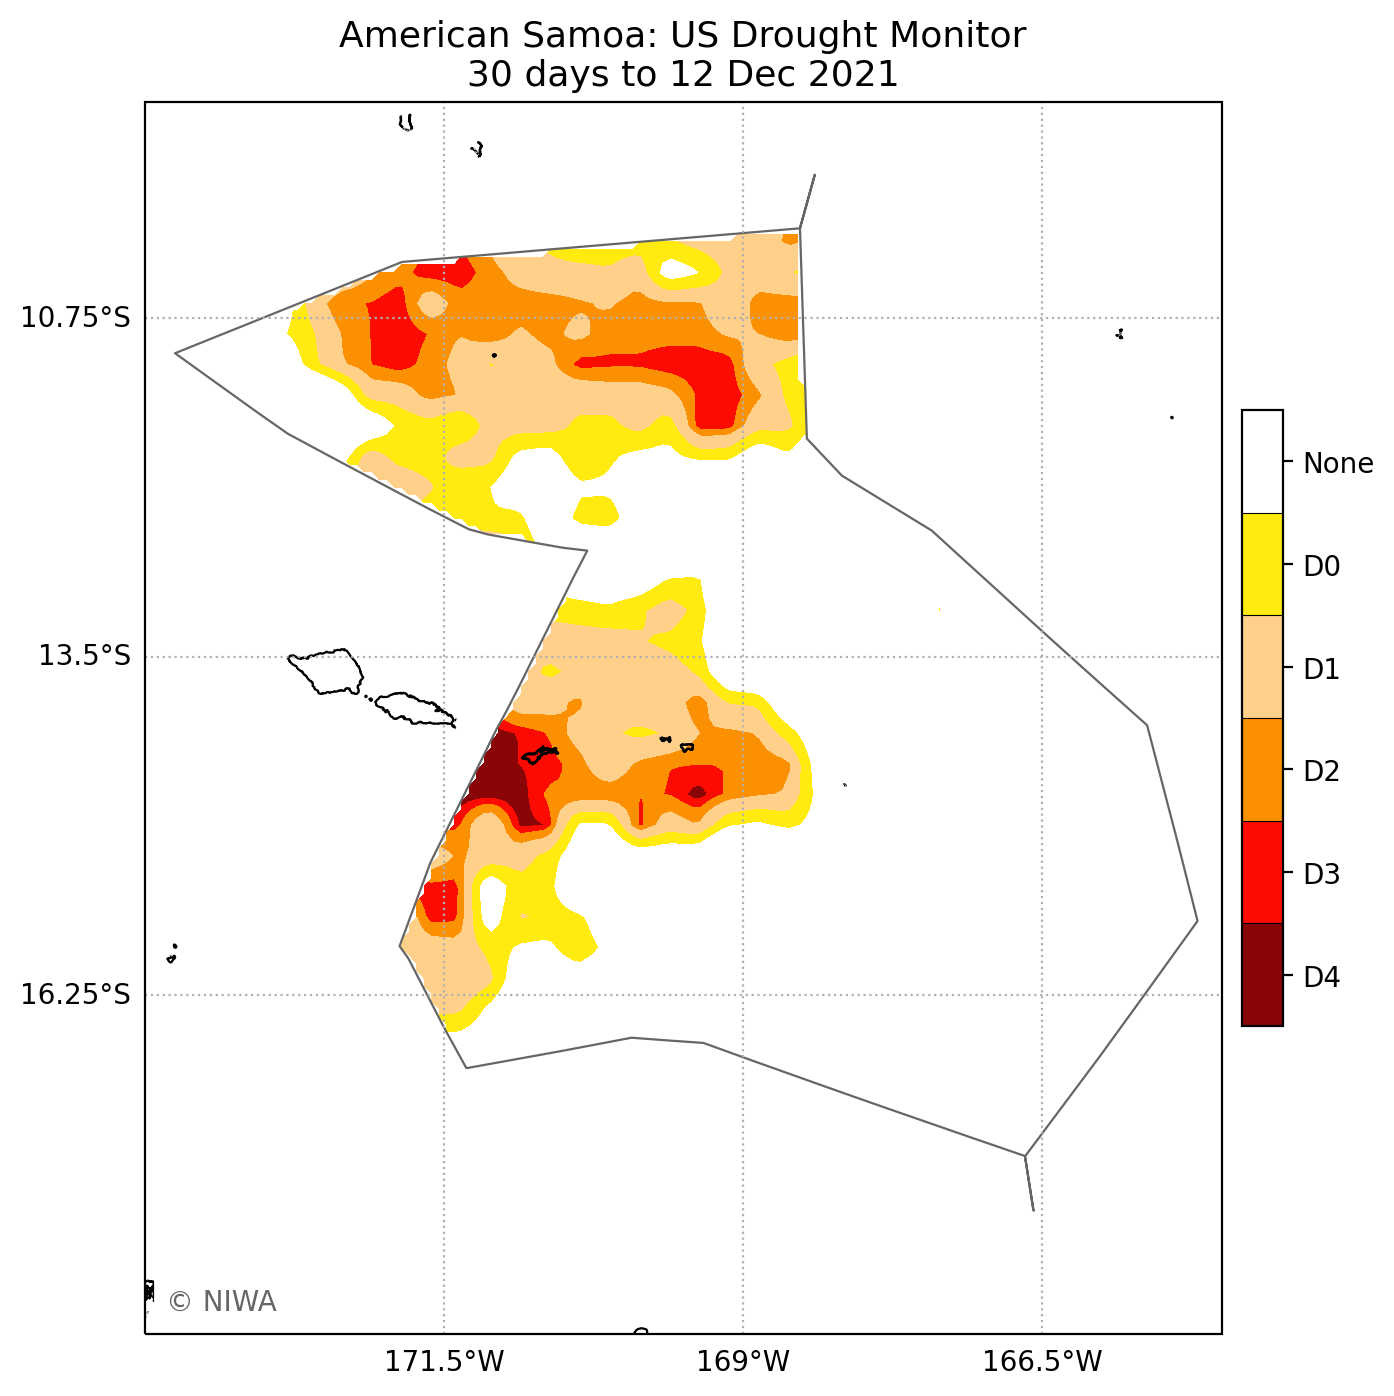 American Samoa: US Drought Monitor
30 days to 12 Dec 2021
10.75°S
13.5°S
16.25°S
171.5°W
169°W
166.5°W
None
D0
D1
D2
D3
D4
© NIWA